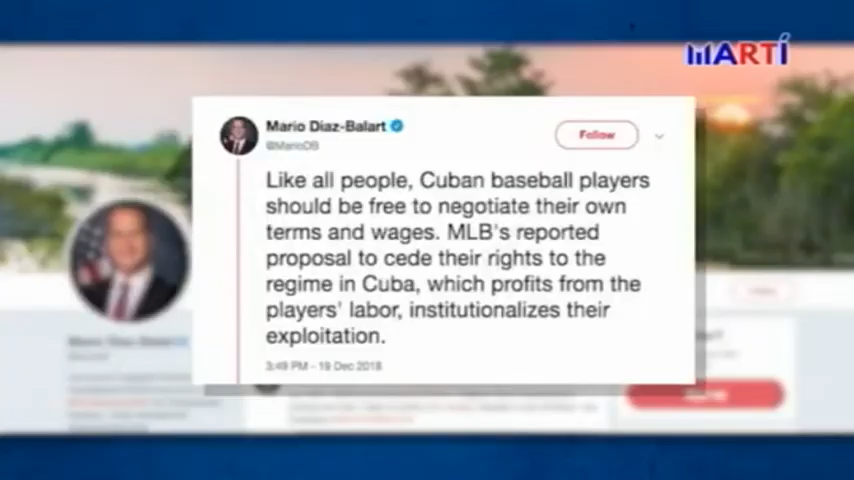 MARTÍ
Mario Diaz-Balart
@MarioDB
Follow
Like all people, Cuban baseball players
should be free to negotiate their own
terms and wages. MLB's reported
proposal to cede their rights to the
regime in Cuba, which profits from the
players' labor, institutionalizes their
exploitation.
3:49 PM - 19 Dec 2018